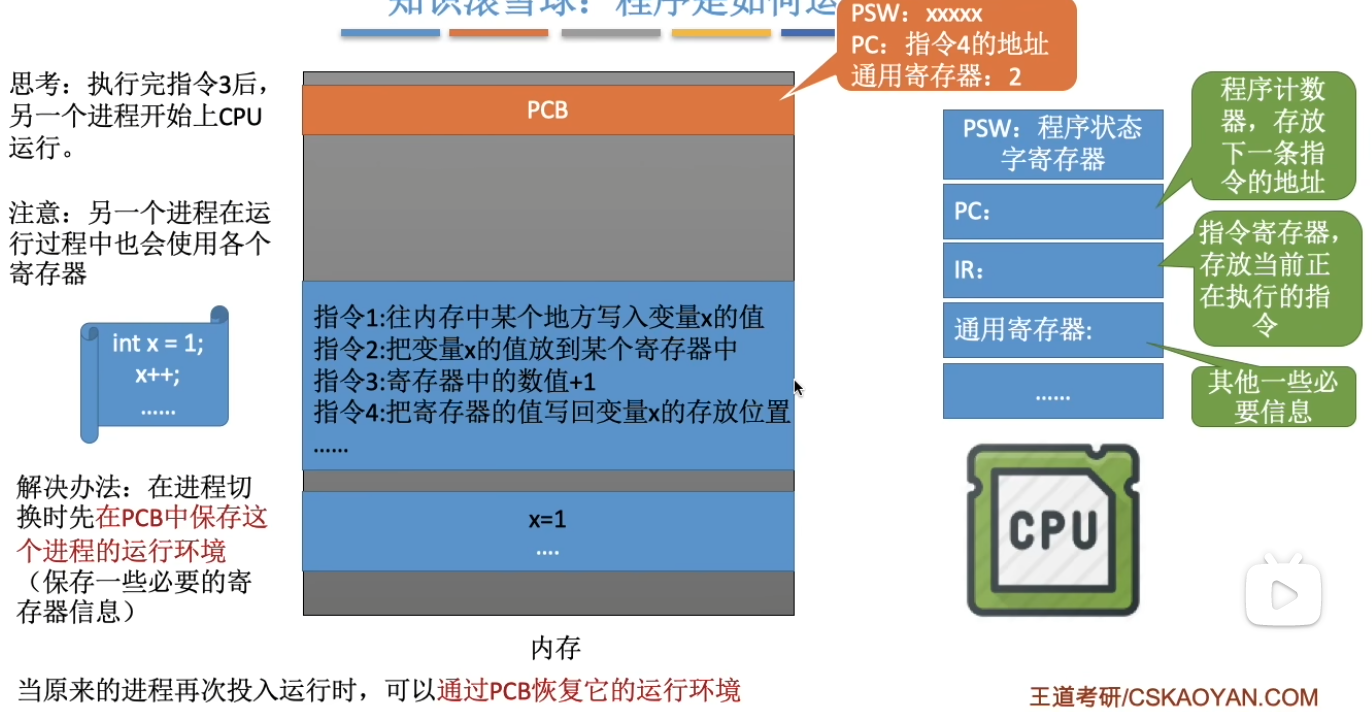 知识滚雪球：程序是如何运
PSW：xxxxx
PC：指令4的地址
通用寄存器：2
思考：执行完指令3后，
另一个进程开始上CPU
运行。
注意：另一个进程在运
行过程中也会使用各个
寄存器
int x = 1;
x++;
……
解决办法：在进程切
换时先在PCB中保存这
个进程的运行环境
（保存一些必要的寄
存器信息）
PCB
指令1:往内存中某个地方写入变量x的值
指令2:把变量x的值放到某个寄存器中
指令3:寄存器中的数值+1
指令4:把寄存器的值写回变量x的存放位置
……
x=1
....
内存
PSW：程序状态
字寄存器
PC：
IR：
通用寄存器:
……
程序计数
器，存放
下一条指
令的地址
指令寄存器，
存放当前正
在执行的指
令
其他一些必
要信息
CPU
当原来的进程再次投入运行时，可以通过PCB恢复它的运行环境
王道考研/CSKAOYAN.COM